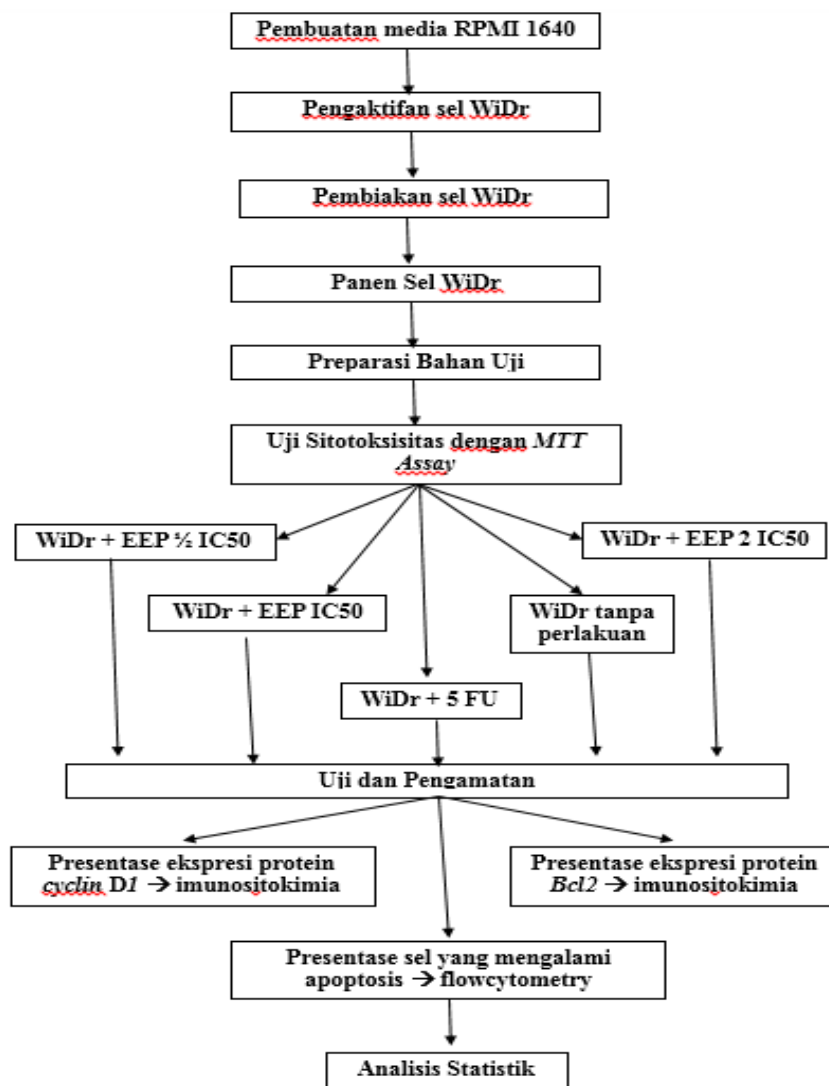 Pembuatan media RPMI 1640
Pengaktifan sel WiDr
Pembiakan sel WiDr
Panen Sel WiDr
Preparasi Bahan Uji
Uji Sitotoksisitas dengan MTT
Assay
WiDr + EEP ½ IC50
WiDr + EEP 2 IC50
WiDr + EEP IC50
WiDr tanpa
perlakuan
WiDr + 5 FU
Uji dan Pengamatan
Presentase ekspresi protein
cyclin D1 → imunositokimia
Presentase ekspresi protein
Bcl2 → imunositokimia
Presentase sel yang mengalami
apoptosis → flowcytometry
Analisis Statistik